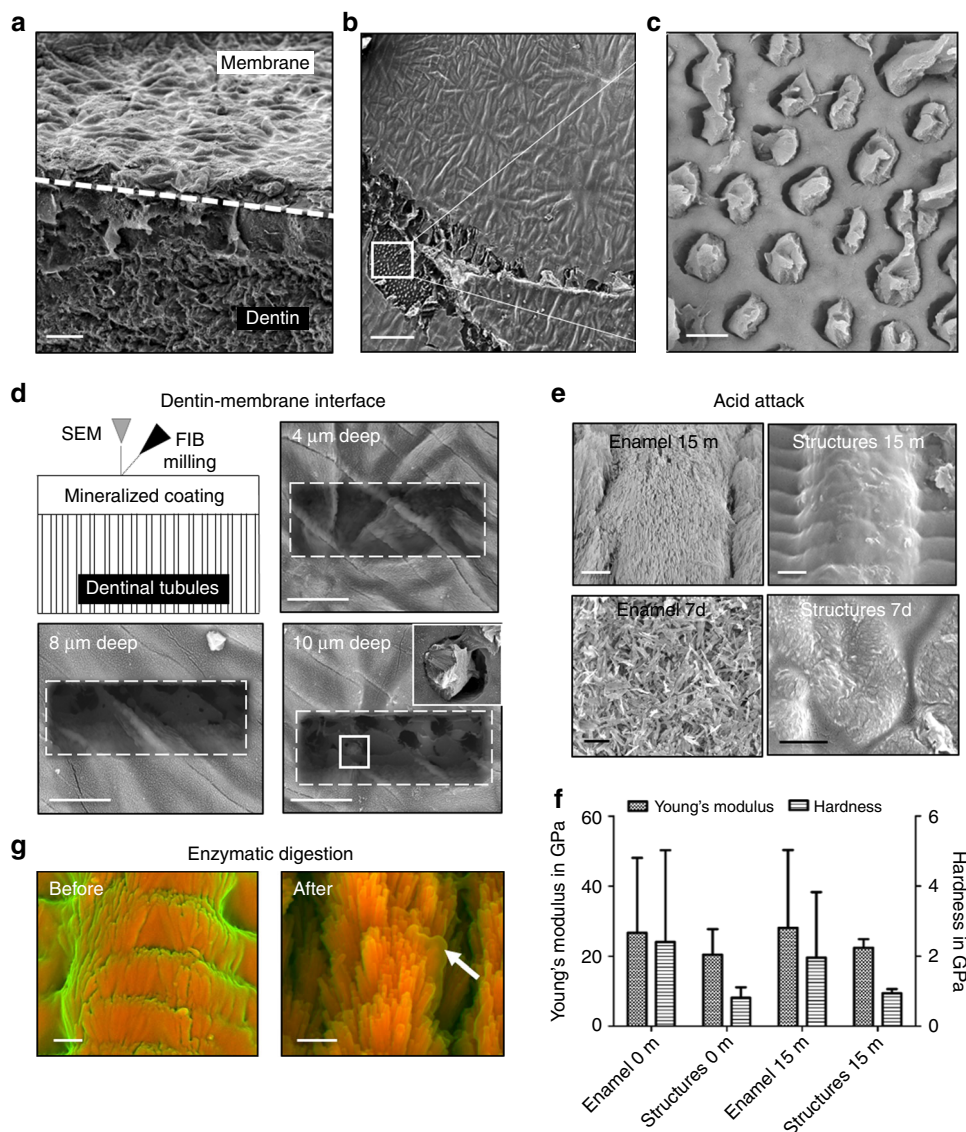 a
Membrane
Dentin
b
c
d
Dentin-membrane interface
SEM
FIB
milling
Mineralized coating
Dentinal tubules
4 μm deep
8 μm deep
10 μm deep
e
Acid attack
Enamel 15 m
Structures 15 m
Enamel 7d
Structures 7d
f
Young's modulus
Hardness
Young's modulus in GPa
60
40
20
0
Hardness in GPa
6
4
2
0
Enamel 0 m
Structures 0 m
Enamel 15 m
Structures 15 m
g
Enzymatic digestion
Before
After